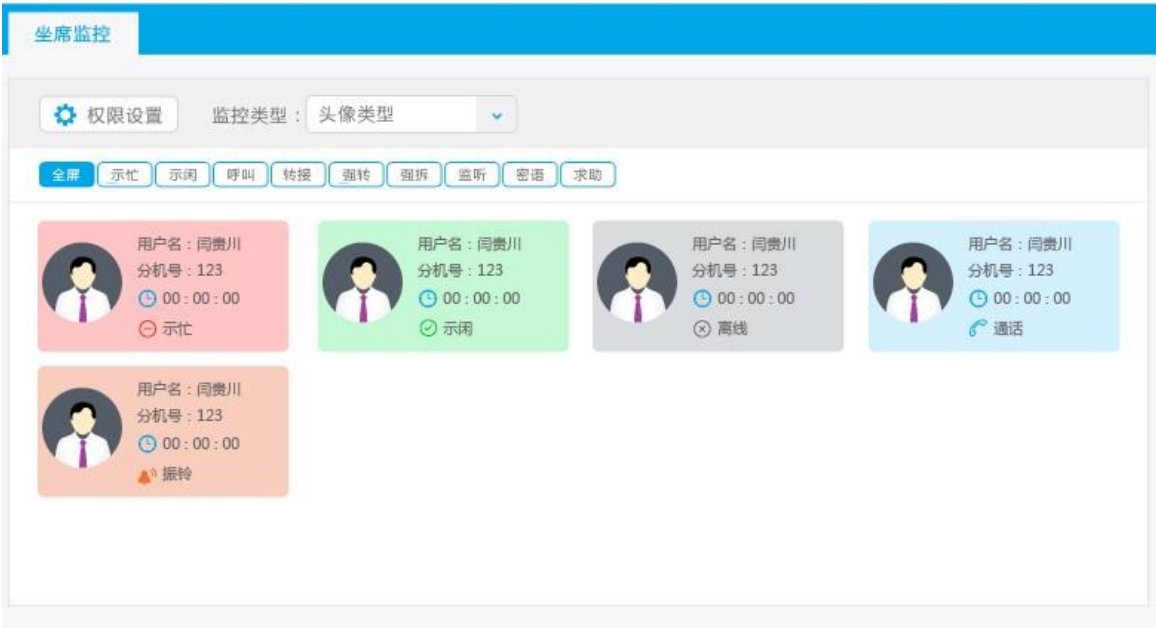 坐席监控
权限设置 监控类型：头像类型
全屏 示忙 示闲 呼叫 转接 强转 强拆 监听 密语 求助
用户名：闫贵川 用户名：闫贵川 用户名：闫贵川 用户名：闫贵川
分机号：123 分机号：123 分机号：123 分机号：123
00：00：00 00：00：00 00：00：00 00：00：00
示忙 示闲 离线 通话
用户名：闫贵川
分机号：123
00：00：00
振铃